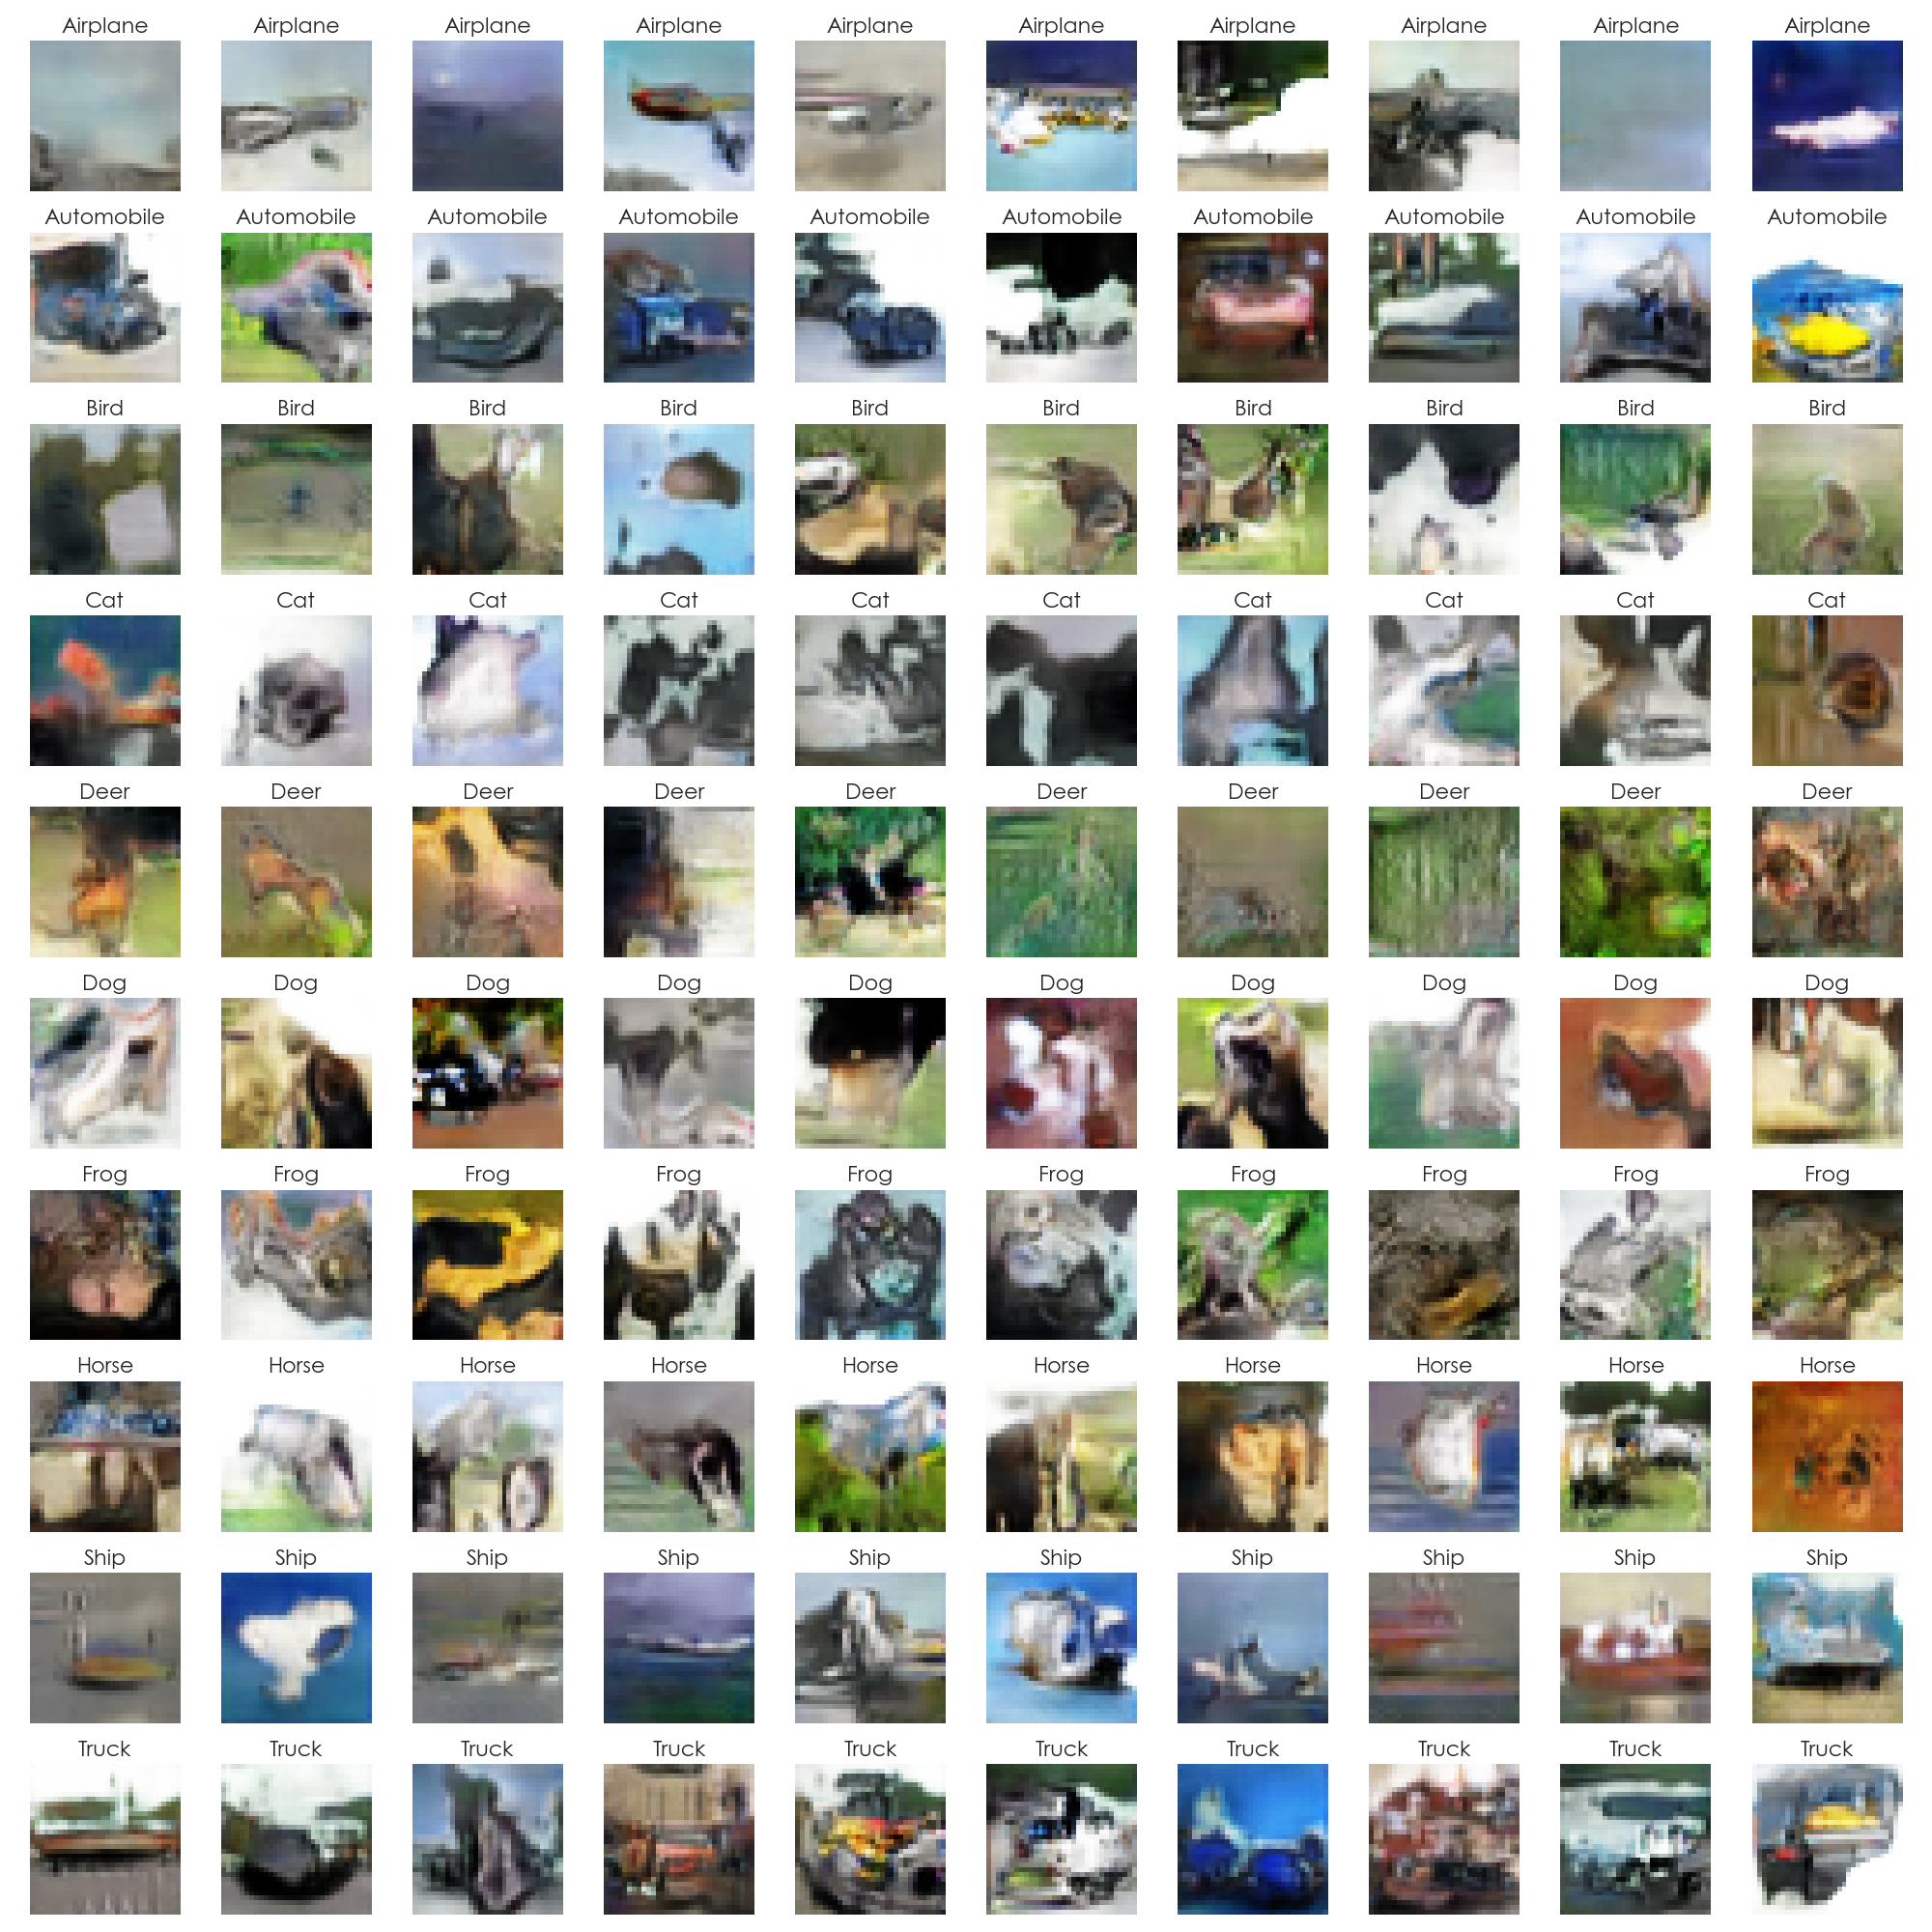 Airplane Airplane Airplane Airplane Airplane Airplane Airplane Airplane Airplane Airplane
Automobile Automobile Automobile Automobile Automobile Automobile Automobile Automobile Automobile Automobile
Bird Bird Bird Bird Bird Bird Bird Bird Bird Bird
Cat Cat Cat Cat Cat Cat Cat Cat Cat Cat
Deer Deer Deer Deer Deer Deer Deer Deer Deer Deer
Dog Dog Dog Dog Dog Dog Dog Dog Dog Dog
Frog Frog Frog Frog Frog Frog Frog Frog Frog Frog
Horse Horse Horse Horse Horse Horse Horse Horse Horse Horse
Ship Ship Ship Ship Ship Ship Ship Ship Ship Ship
Truck Truck Truck Truck Truck Truck Truck Truck Truck Truck